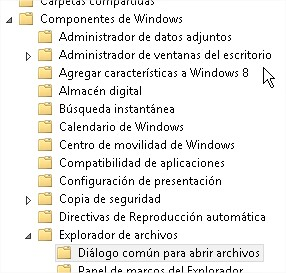 Carpetas compartidas
Componentes de Windows
Administrador de datos adjuntos
Administrador de ventanas del escritorio
Agregar características a Windows 8
Almacén digital
Búsqueda instantánea
Calendario de Windows
Centro de movilidad de Windows
Compatibilidad de aplicaciones
Configuración de presentación
Copia de seguridad
Directivas de Reproducción automática
Explorador de archivos
Diálogo común para abrir archivos
Panel de marcos del Explorador